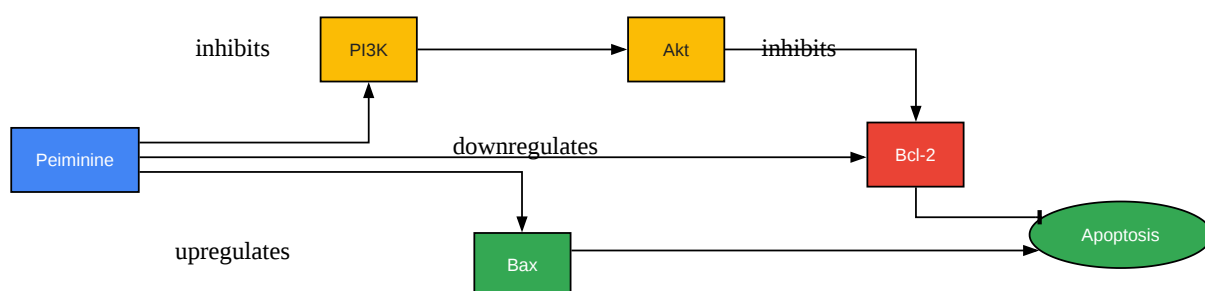 inhibits
PI3K
Akt
inhibits
Peiminine
downregulates
Bcl-2
upregulates
Bax
Apoptosis